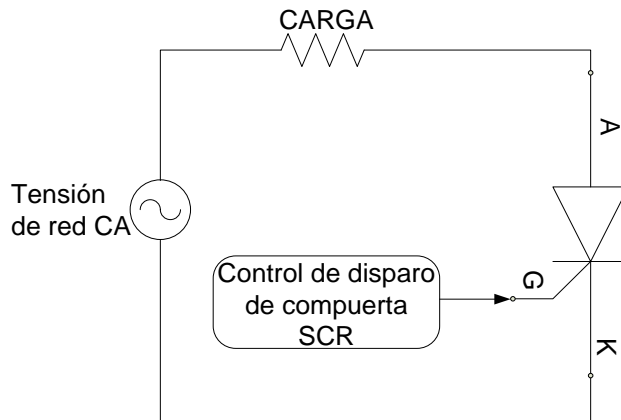 CARGA
A
Tensión
de red CA
Control de disparo
de compuerta
SCR
G
K